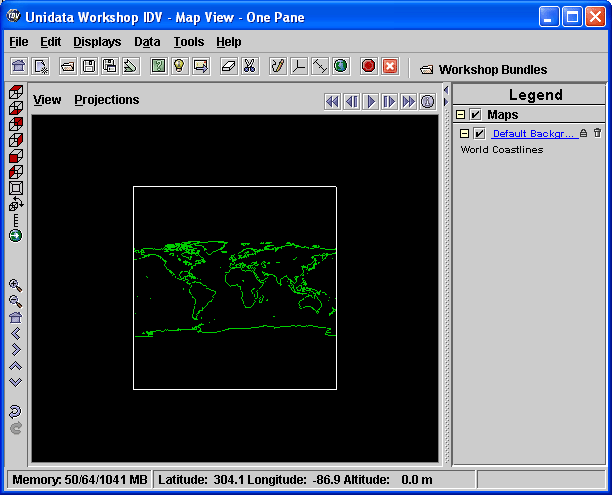 IDV Unidata Workshop IDV - Map View - One Pane
File Edit Displays Data Tools Help
Workshop Bundles
View Projections
Legend
Maps
Default Backgr...
World Coastlines
Memory: 50/64/1041 MB Latitude: 304.1 Longitude: -86.9 Altitude: 0.0 m